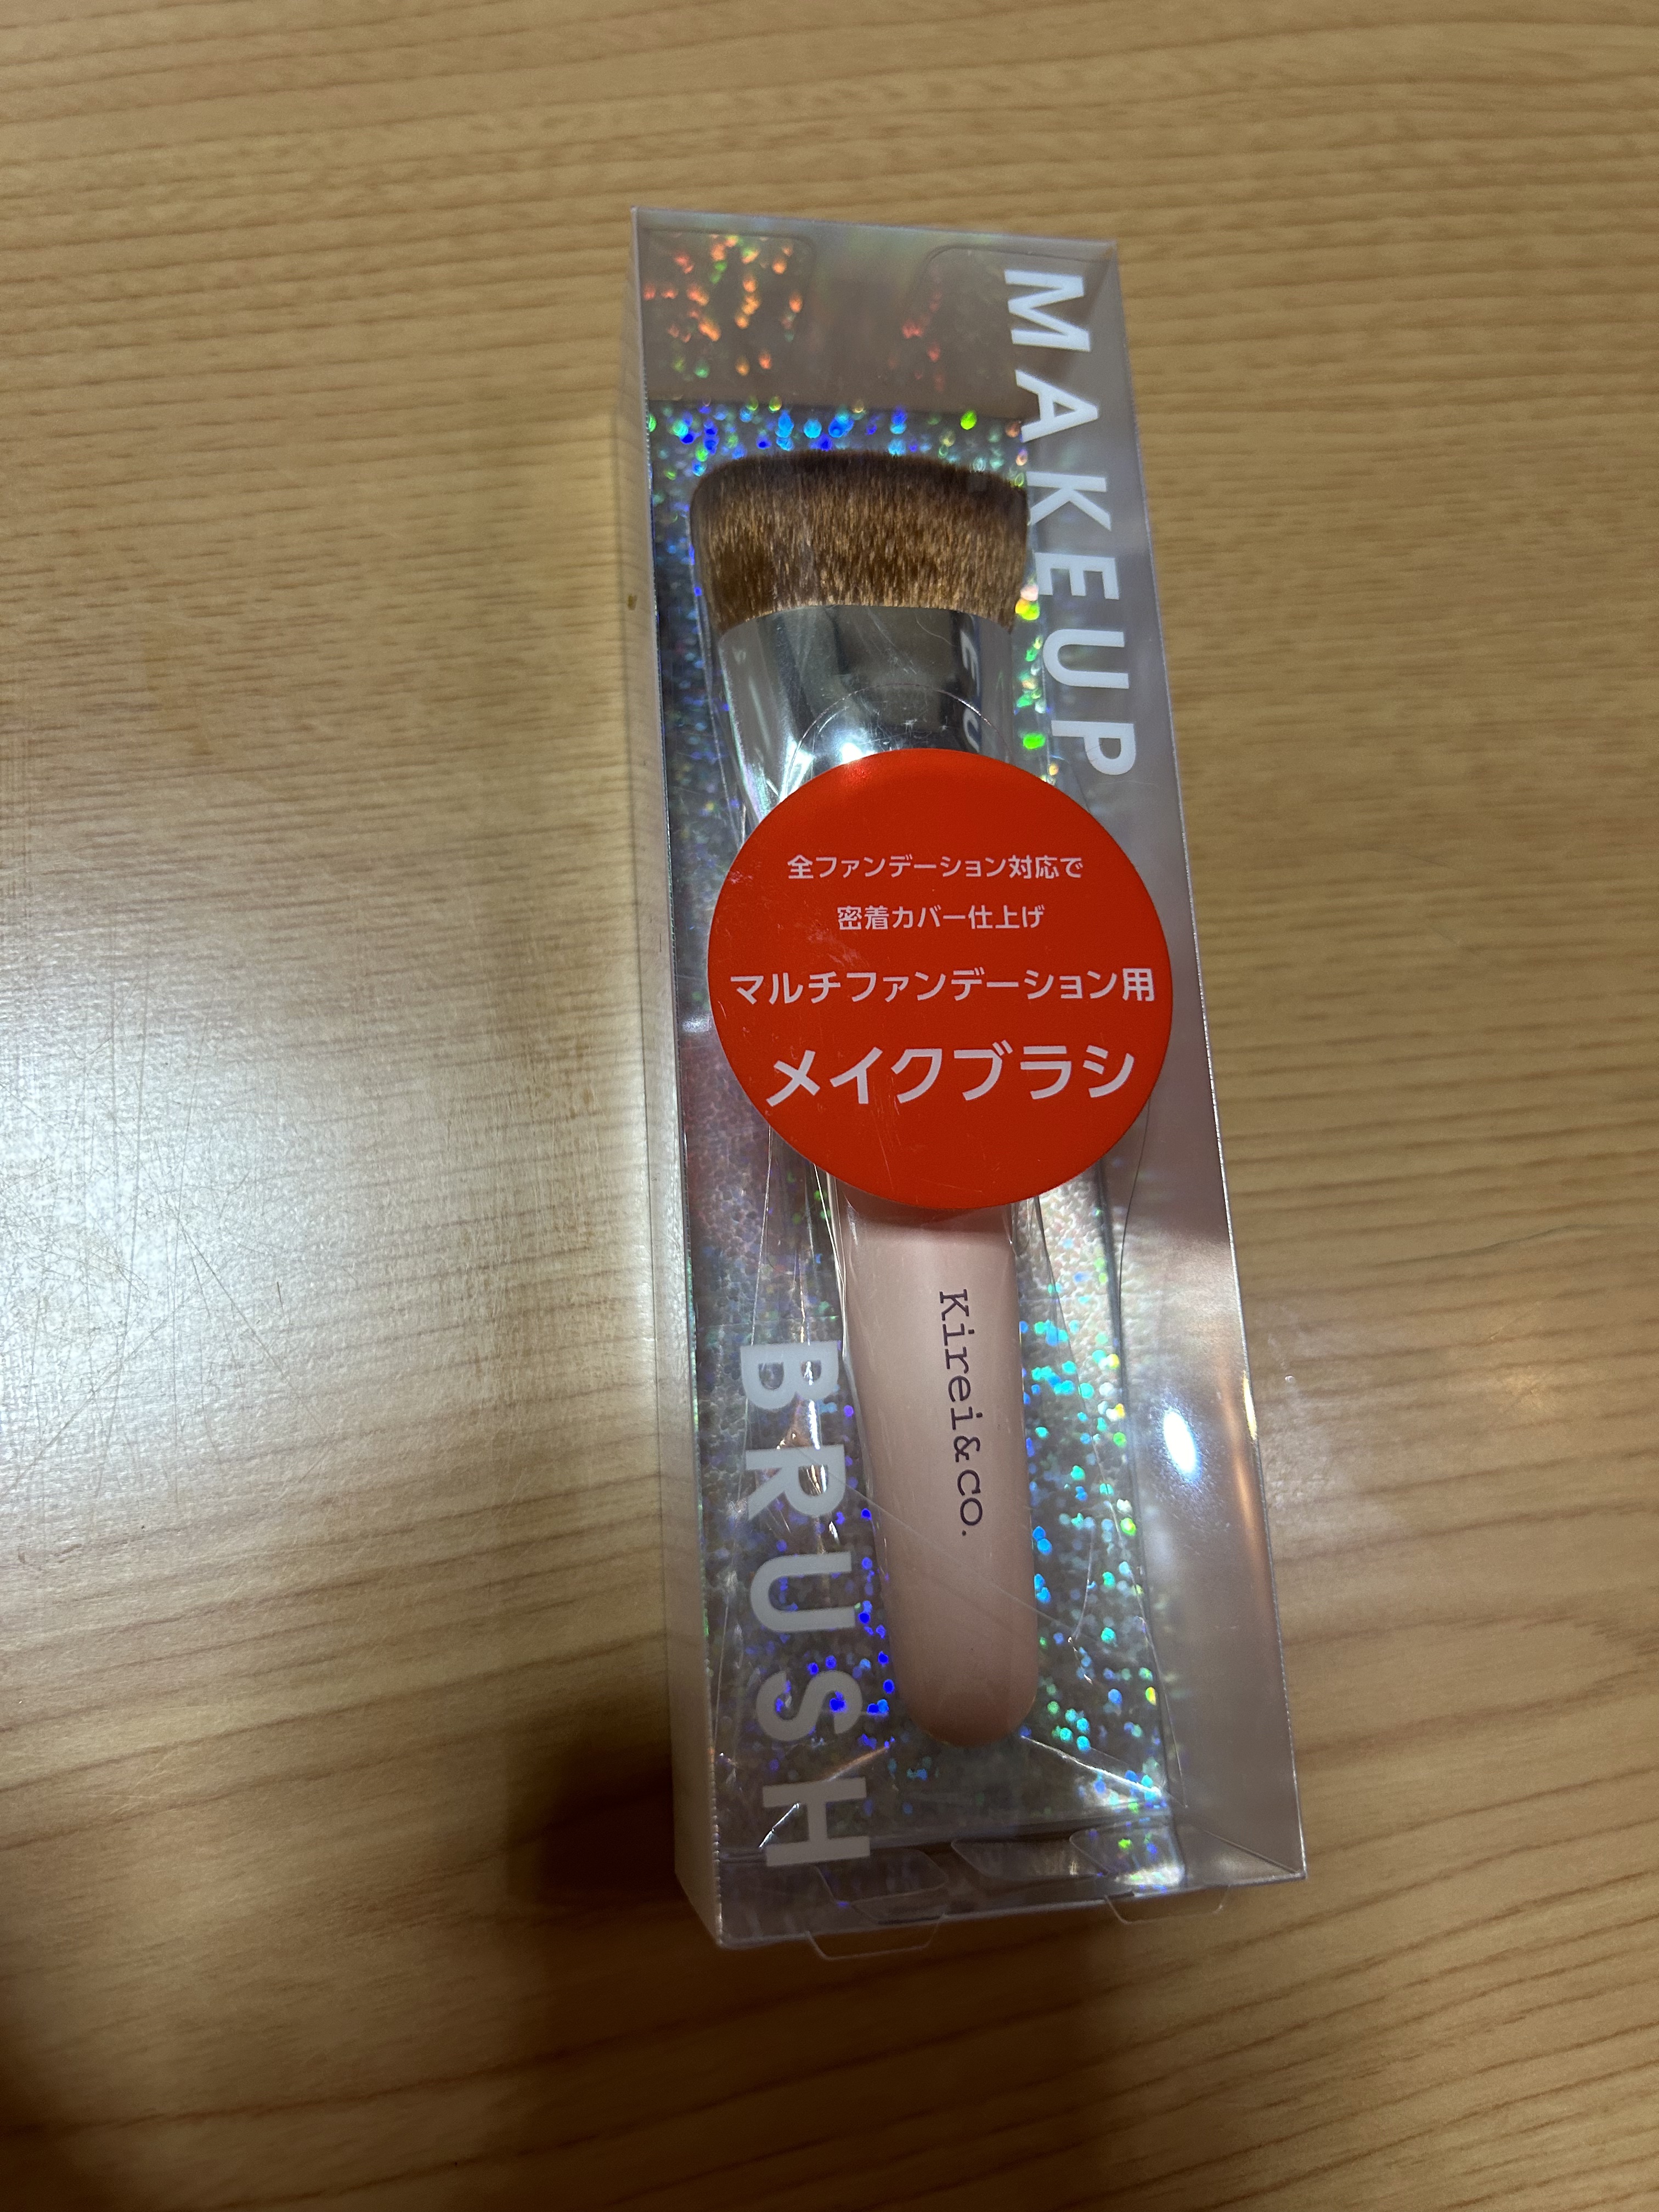 MAKEUP
全ファンデーション対応で
密着カバー仕上げ
マルチファンデーション用
メイクブラシ
Kirei&co.
BRUSH